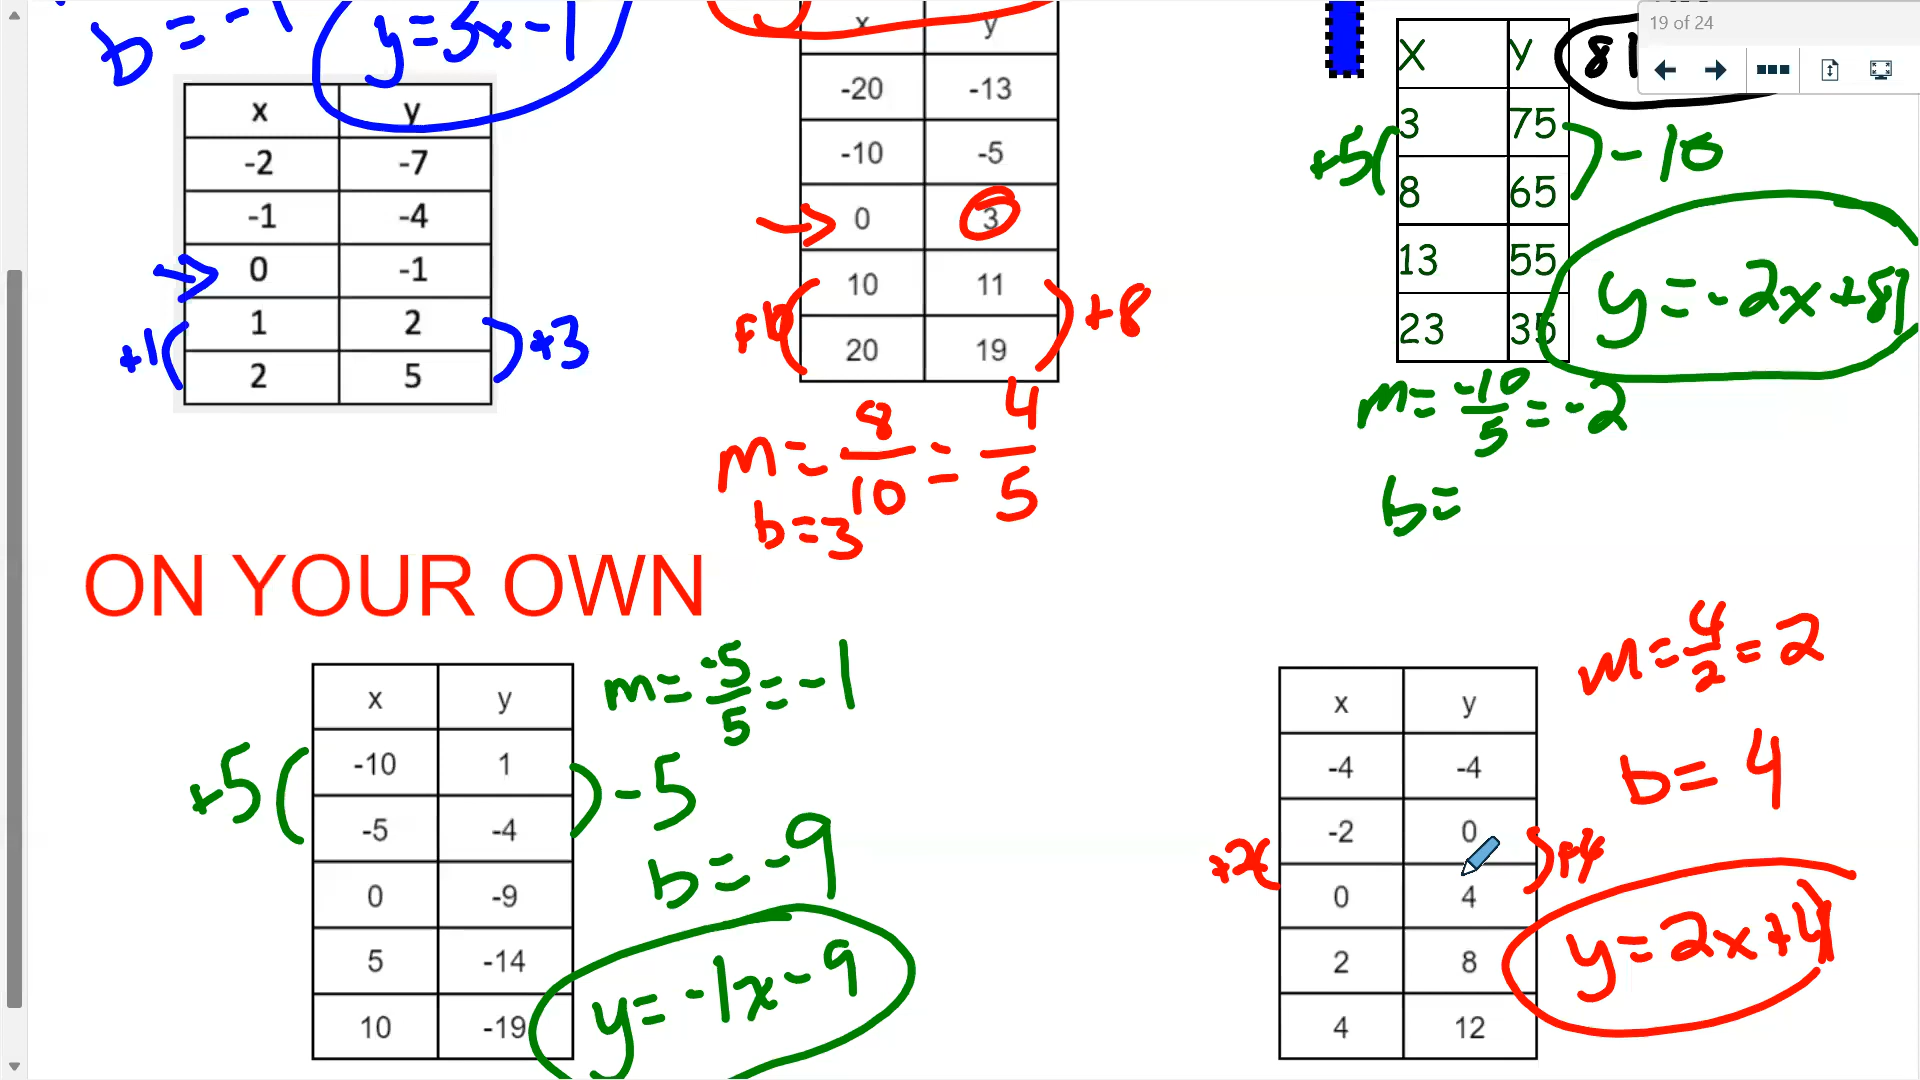 b = -1
y=3x-1
x y
-2 -7
-1 -4
0 -1
1 2
2 5
+1
+3
x y
-20 -13
-10 -5
0 3
10 11
20 19
+10
+8
m = 8/10 = 4/5
b = 3
19 of 24
X Y
3 75
8 65
13 55
23 35
81
+5
-10
y = -2x+81
m = -10/5 = -2
b =
ON YOUR OWN
x y
-10 1
-5 -4
0 -9
5 -14
10 -19
+5
-5
m = -5/5 = -1
b = -9
y = -1x - 9
x y
-4 -4
-2 0
0 4
2 8
4 12
+2
+4
m = 4/2 = 2
b = 4
y = 2x+4